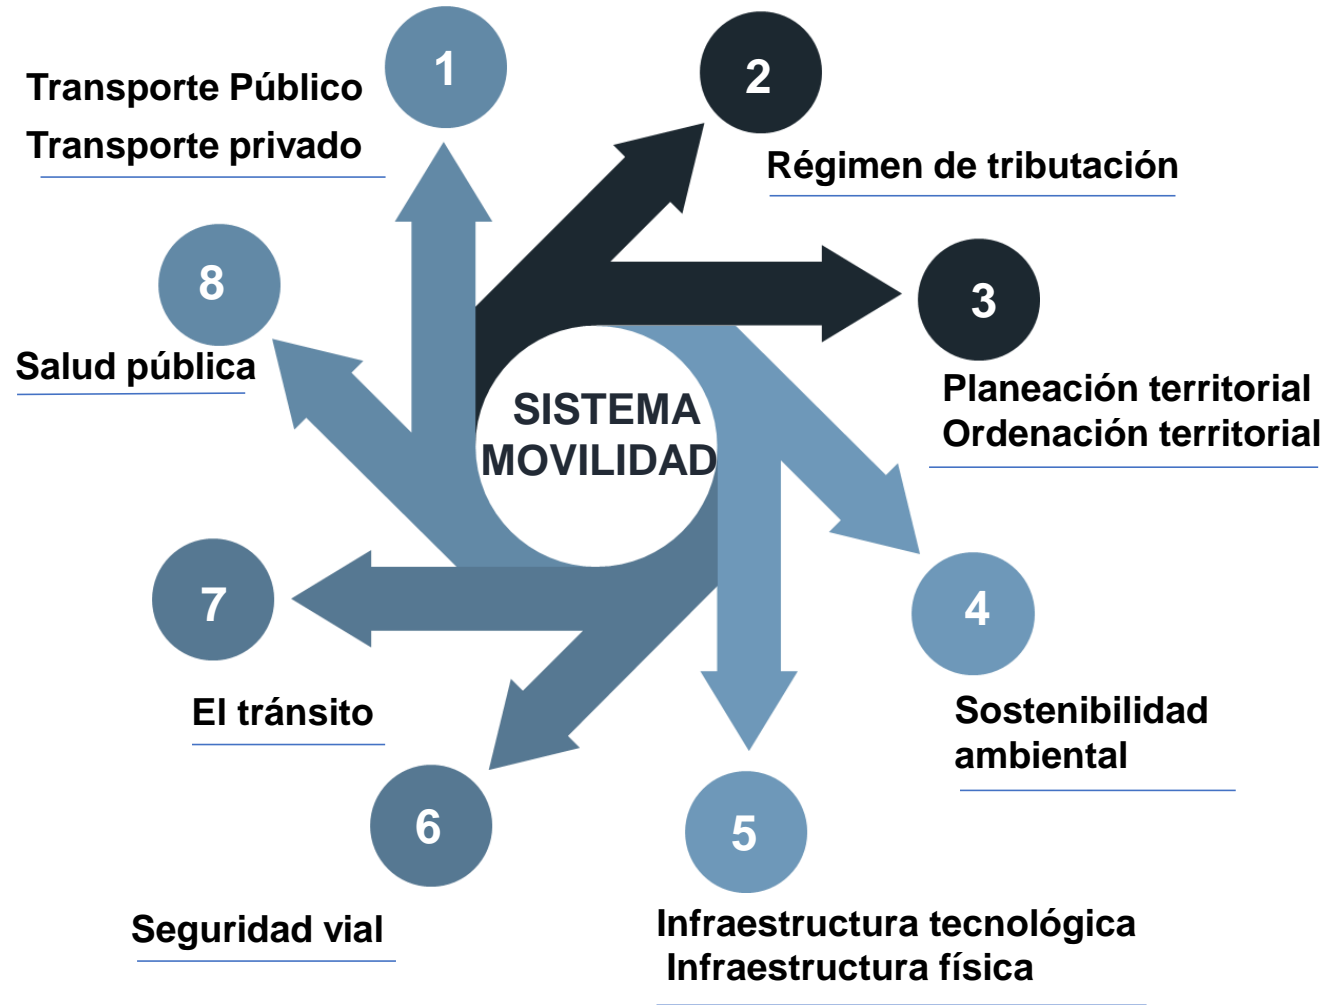 1
Transporte Público
Transporte privado
2
Régimen de tributación
3
Planeación territorial
Ordenación territorial
4
Sostenibilidad
ambiental
5
Infraestructura tecnológica
Infraestructura física
6
Seguridad vial
7
El tránsito
8
Salud pública
SISTEMA
MOVILIDAD